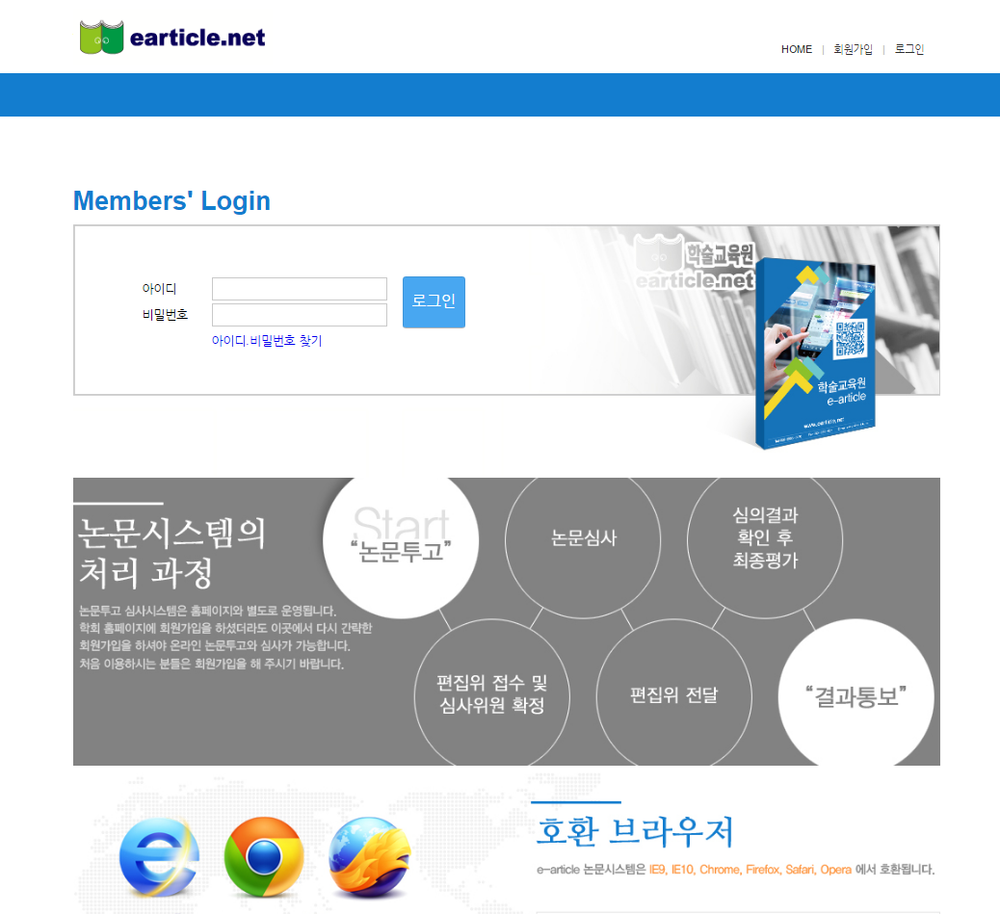 earticle.net
HOME | 회원가입 | 로그인
Members' Login
아이디
비밀번호
로그인
아이디.비밀번호 찾기
학술교육원
earticle.net
학술교육원
e-article
www.earticle.net
논문시스템의
처리 과정
논문투고 심사시스템은 홈페이지와 별도로 운영됩니다.
학회 홈페이지에 회원가입을 하셨더라도 이곳에서 다시 간략한
회원가입을 하셔야 온라인 논문투고와 심사가 가능합니다.
처음 이용하시는 분들은 회원가입을 해 주시기 바랍니다.
Start
“논문투고”
논문심사
심의결과
확인 후
최종평가
편집위 접수 및
심사위원 확정
편집위 전달
“결과통보”
호환 브라우저
e-article 논문시스템은 IE9, IE10, Chrome, Firefox, Safari, Opera 에서 호환됩니다.